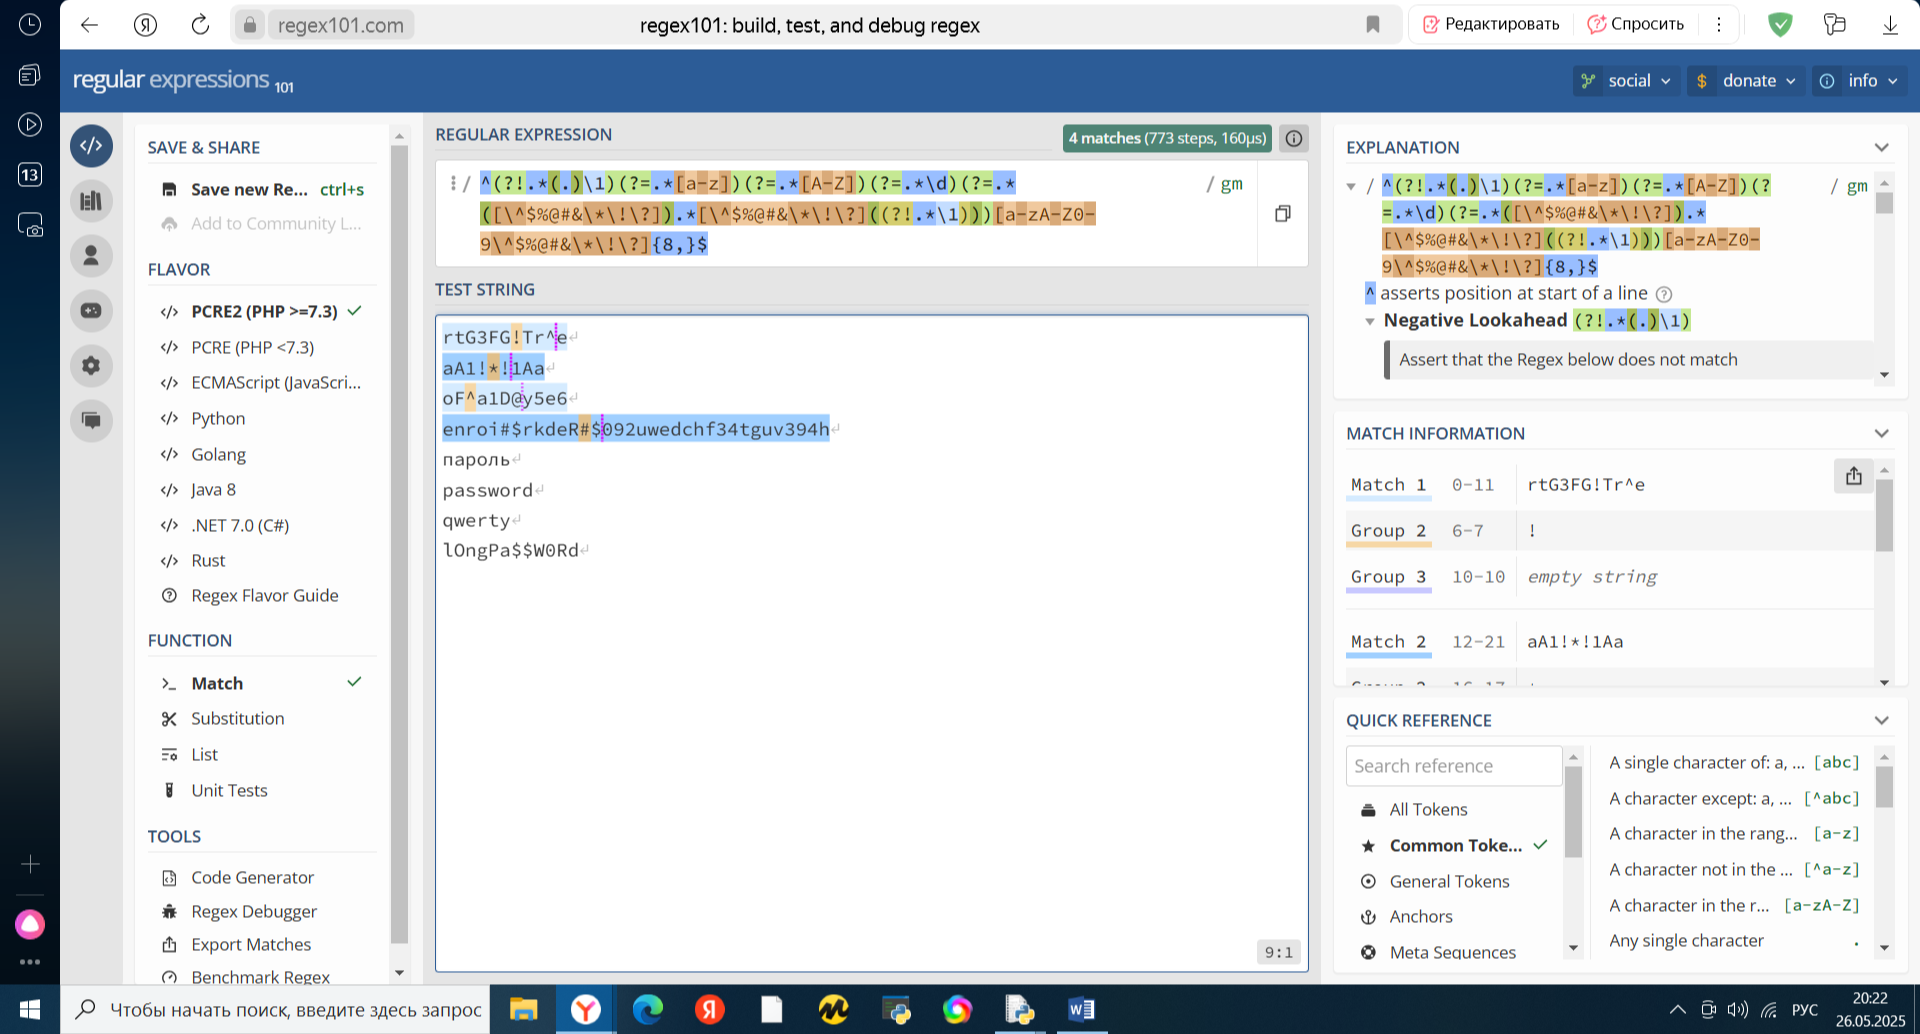 regex101.com
regex101: build, test, and debug regex
Редактировать
Спросить
13
regular expressions 101
social
donate
info
SAVE & SHARE
Save new Re... ctrl+s
Add to Community L...
FLAVOR
PCRE2 (PHP >=7.3)
PCRE (PHP <7.3)
ECMAScript (JavaScri...
Python
Golang
Java 8
.NET 7.0 (C#)
Rust
Regex Flavor Guide
FUNCTION
Match
Substitution
List
Unit Tests
TOOLS
Code Generator
Regex Debugger
Export Matches
Benchmark Regex
REGULAR EXPRESSION
4 matches (773 steps, 160µs)
/ ^(?!.*(.)\1)(?=.*[a-z])(?=.*[A-Z])(?=.*\d)(?=.* / gm
([\^$%@#&\*\!\?]).*[\^$%@#&\*\!\?]((?!.*\1)))[a-zA-Z0-
9\^$%@#&\*\!\?]{8,}$
TEST STRING
rtG3FG!Tr^e
aA1!*!1Aa
oF^a1D@y5e6
enroi#$rkdeR#$092uwedchf34tguv394h
пароль
password
qwerty
lOngPa$$W0Rd
9:1
EXPLANATION
/ ^(?!.*(.)\1)(?=.*[a-z])(?=.*[A-Z])(? / gm
=.*\d)(?=.*([\^$%@#&\*\!\?]).*
[\^$%@#&\*\!\?]((?!.*\1)))[a-zA-Z0-
9\^$%@#&\*\!\?]{8,}$
^ asserts position at start of a line
Negative Lookahead (?!.*(.)\1)
Assert that the Regex below does not match
MATCH INFORMATION
Match 1 0-11 rtG3FG!Tr^e
Group 2 6-7 !
Group 3 10-10 empty string
Match 2 12-21 aA1!*!1Aa
QUICK REFERENCE
Search reference
All Tokens
Common Toke...
General Tokens
Anchors
Meta Sequences
A single character of: a, ... [abc]
A character except: a, ... [^abc]
A character in the rang... [a-z]
A character not in the ... [^a-z]
A character in the r... [a-zA-Z]
Any single character .
Чтобы начать поиск, введите здесь запрос
РУС
20:22
26.05.2025